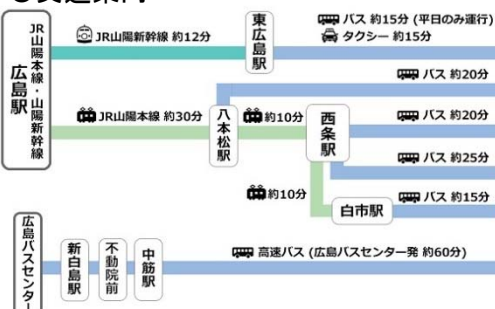 JR山陽本線・山陽新幹線
広島駅
JR山陽新幹線 約12分
東広島駅
バス 約15分 (平日のみ運行)
タクシー 約15分
バス 約20分
JR山陽本線 約30分
八本松駅
約10分
西条駅
バス 約20分
バス 約25分
約10分
白市駅
バス 約15分
広島バスセンター
新白島駅
不動院前
中筋駅
高速バス (広島バスセンター発 約60分)